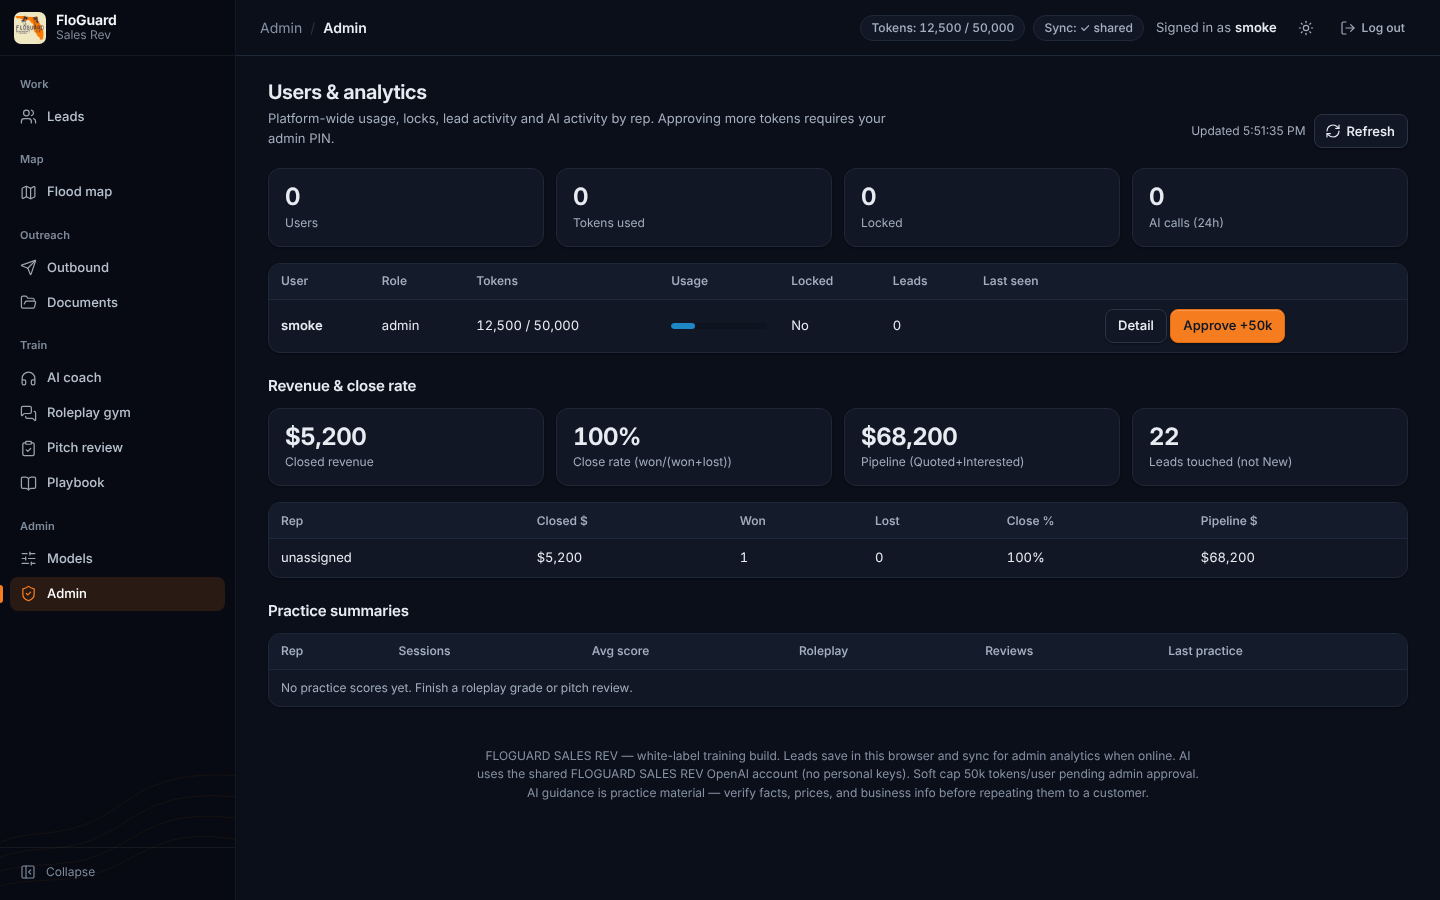 FloGuard
Sales Rev
Admin / Admin
Tokens: 12,500 / 50,000
Sync: ✓ shared
Signed in as smoke
Log out
Work
Leads
Map
Flood map
Outreach
Outbound
Documents
Train
AI coach
Roleplay gym
Pitch review
Playbook
Admin
Models
Admin
Collapse
Users & analytics
Platform-wide usage, locks, lead activity and AI activity by rep. Approving more tokens requires your
admin PIN.
Updated 5:51:35 PM
Refresh
0
Users
0
Tokens used
0
Locked
0
AI calls (24h)
User Role Tokens Usage Locked Leads Last seen
smoke admin 12,500 / 50,000 No 0 Detail Approve +50k
Revenue & close rate
$5,200
Closed revenue
100%
Close rate (won/(won+lost))
$68,200
Pipeline (Quoted+Interested)
22
Leads touched (not New)
Rep Closed $ Won Lost Close % Pipeline $
unassigned $5,200 1 0 100% $68,200
Practice summaries
Rep Sessions Avg score Roleplay Reviews Last practice
No practice scores yet. Finish a roleplay grade or pitch review.
FLOGUARD SALES REV — white-label training build. Leads save in this browser and sync for admin analytics when online. AI
uses the shared FLOGUARD SALES REV OpenAI account (no personal keys). Soft cap 50k tokens/user pending admin approval.
AI guidance is practice material — verify facts, prices, and business info before repeating them to a customer.